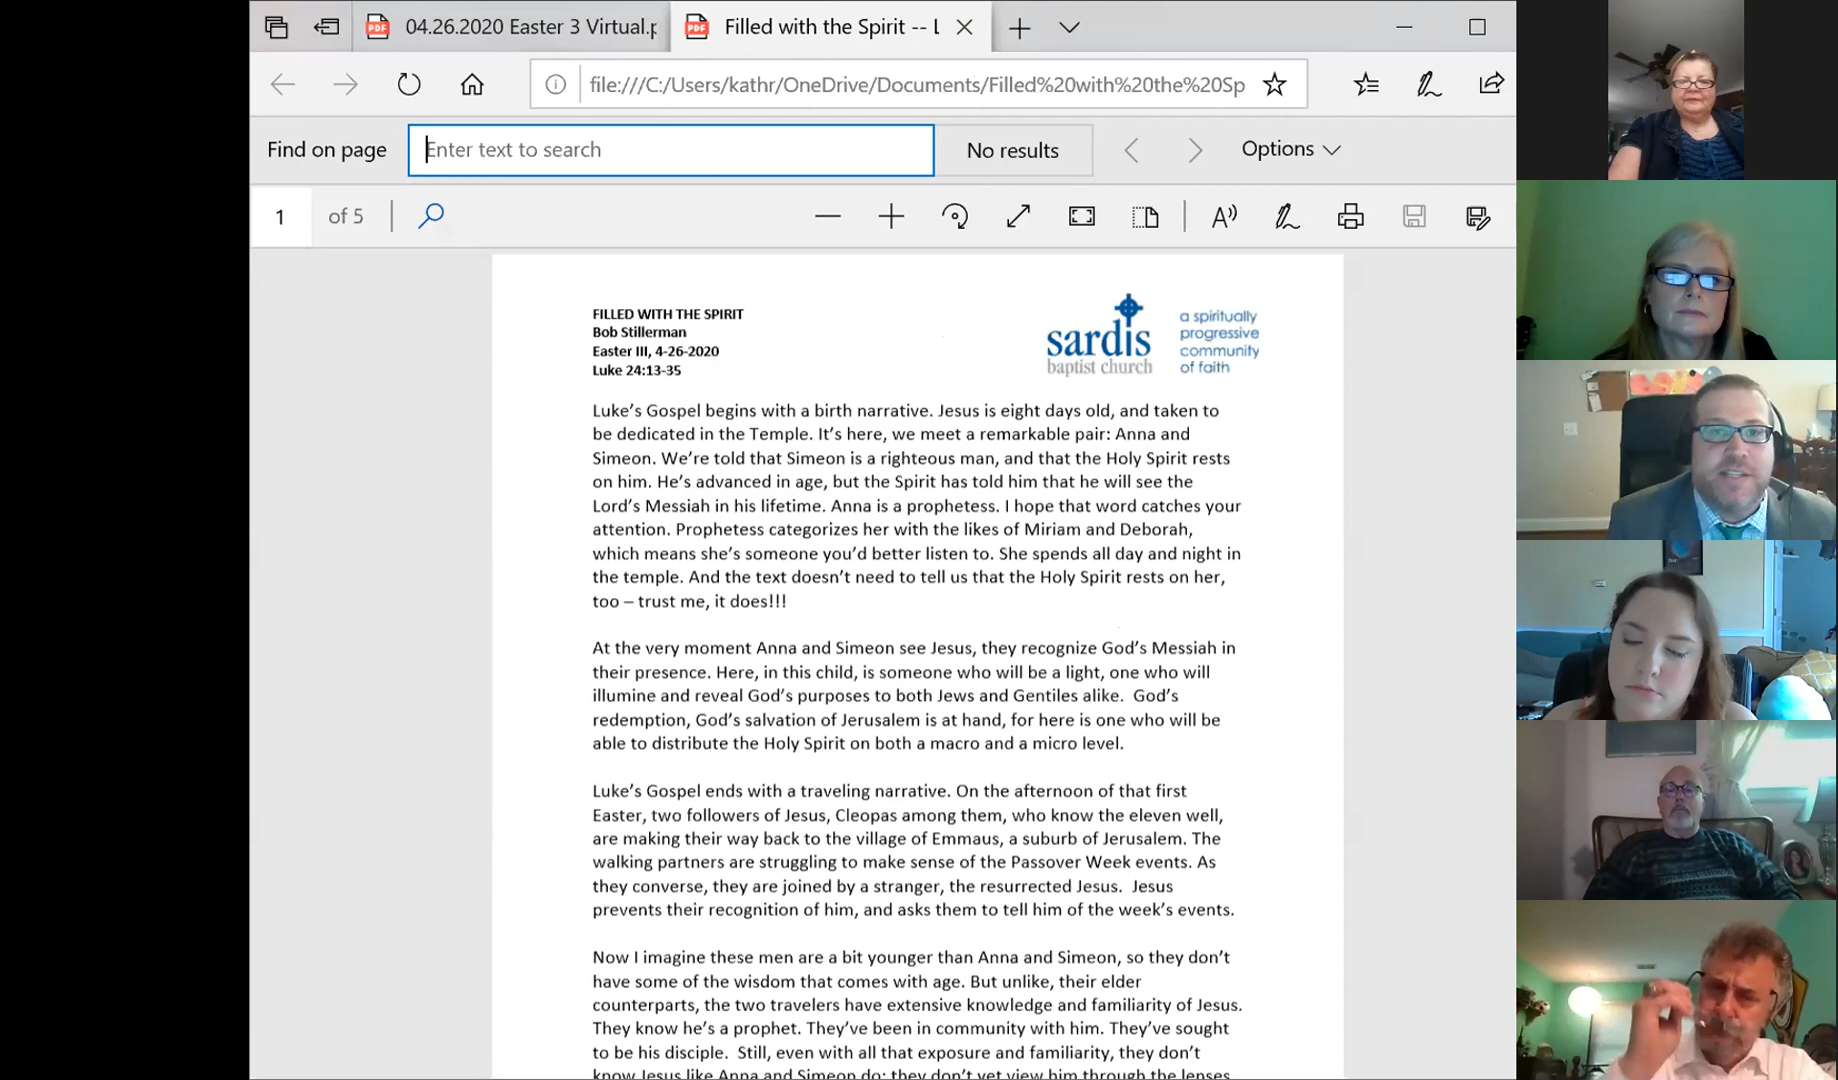 04.26.2020 Easter 3 Virtual.p
Filled with the Spirit -- L
file:///C:/Users/kathr/OneDrive/Documents/Filled%20with%20the%20Sp
Find on page
Enter text to search
No results
Options
1 of 5
FILLED WITH THE SPIRIT
Bob Stillerman
Easter III, 4-26-2020
Luke 24:13-35
sardis
baptist church
a spiritually
progressive
community
of faith
Luke’s Gospel begins with a birth narrative. Jesus is eight days old, and taken to
be dedicated in the Temple. It’s here, we meet a remarkable pair: Anna and
Simeon. We’re told that Simeon is a righteous man, and that the Holy Spirit rests
on him. He’s advanced in age, but the Spirit has told him that he will see the
Lord’s Messiah in his lifetime. Anna is a prophetess. I hope that word catches your
attention. Prophetess categorizes her with the likes of Miriam and Deborah,
which means she’s someone you’d better listen to. She spends all day and night in
the temple. And the text doesn’t need to tell us that the Holy Spirit rests on her,
too – trust me, it does!!!
At the very moment Anna and Simeon see Jesus, they recognize God’s Messiah in
their presence. Here, in this child, is someone who will be a light, one who will
illumine and reveal God’s purposes to both Jews and Gentiles alike.  God’s
redemption, God’s salvation of Jerusalem is at hand, for here is one who will be
able to distribute the Holy Spirit on both a macro and a micro level.
Luke’s Gospel ends with a traveling narrative. On the afternoon of that first
Easter, two followers of Jesus, Cleopas among them, who know the eleven well,
are making their way back to the village of Emmaus, a suburb of Jerusalem. The
walking partners are struggling to make sense of the Passover Week events. As
they converse, they are joined by a stranger, the resurrected Jesus.  Jesus
prevents their recognition of him, and asks them to tell him of the week’s events.
Now I imagine these men are a bit younger than Anna and Simeon, so they don’t
have some of the wisdom that comes with age. But unlike, their elder
counterparts, the two travelers have extensive knowledge and familiarity of Jesus.
They know he’s a prophet. They’ve been in community with him. They’ve sought
to be his disciple.  Still, even with all that exposure and familiarity, they don’t
know Jesus like Anna and Simeon do; they don’t yet view him through the lenses